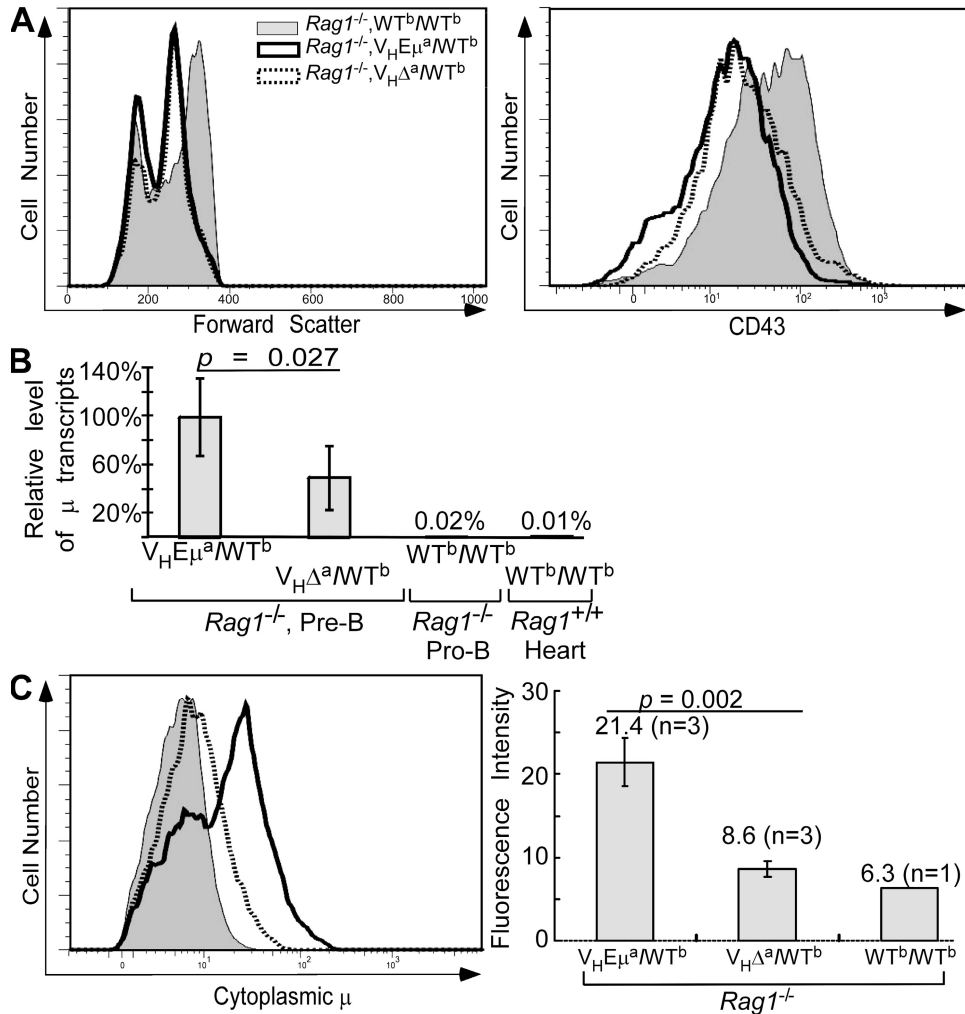 A
Rag1-/-,WTb/WTb
Rag1-/-,VHEμa/WTb
Rag1-/-,VHΔa/WTb
Cell Number
0 200 400 600 800 1000
Forward Scatter
Cell Number
0 10¹ 10² 10³
CD43
B
p = 0.027
Relative level
of μ transcripts
140%
100%
60%
20%
0.02%
0.01%
VHEμa/WTb
VHΔa/WTb
WTb/WTb
WTb/WTb
Rag1-/-, Pre-B
Rag1-/-
Pro-B
Rag1+/+
Heart
C
Cell Number
0 10¹ 10² 10³
Cytoplasmic μ
Fluorescence Intensity
30
20
10
0
p = 0.002
21.4 (n=3)
8.6 (n=3)
6.3 (n=1)
VHEμa/WTb
VHΔa/WTb
WTb/WTb
Rag1-/-